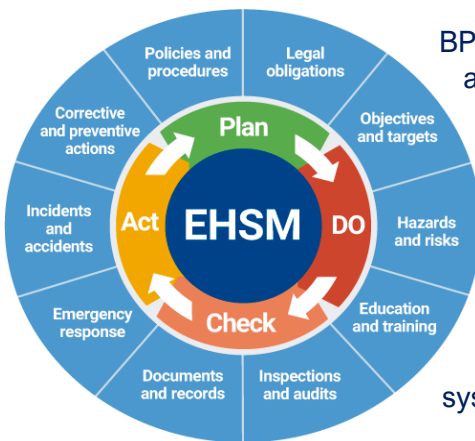 BP
a
Policies and
procedures
Legal
obligations
Corrective
and preventive
actions
Objectives
and targets
Plan
Incidents
and
accidents
Act
EHSM
DO
Hazards
and risks
Emergency
response
Check
Education
and training
Documents
and records
Inspections
and audits
sys